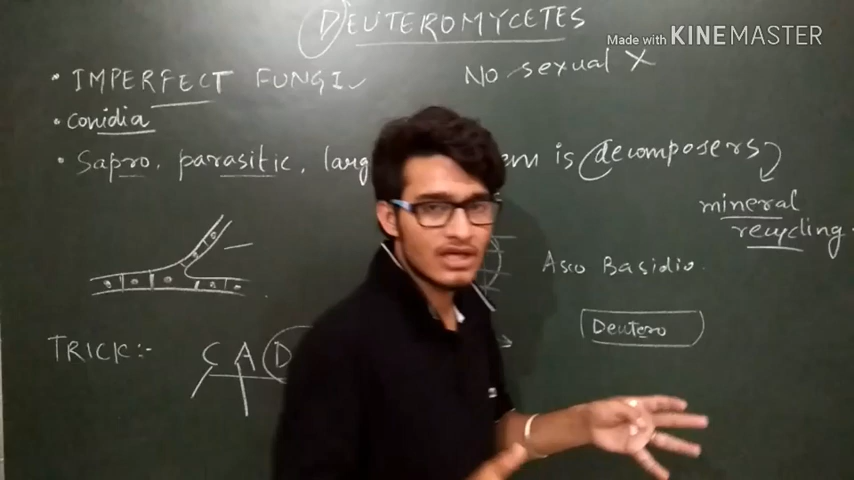 DEUTEROMYCETES
Made with KINEMASTER
• IMPERFECT FUNGI
No sexual X
• conidia
• Sapro, parasitic, larg
em is decomposers
mineral
recycling.
Asco Basidio.
Deutero
TRICK:-
C A D